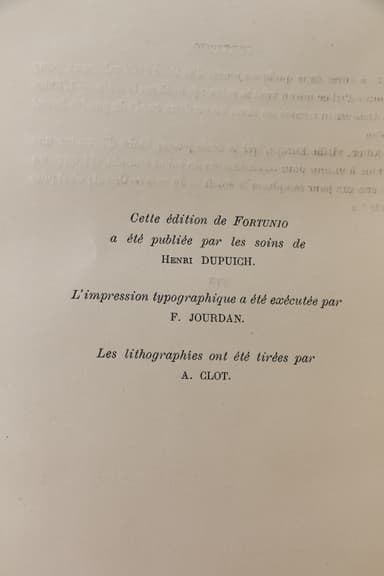 Cette édition de FORTUNIO
a été publiée par les soins de
HENRI DUPUICH.
L'impression typographique a été exécutée par
F. JOURDAN.
Les lithographies ont été tirées par
A. CLOT.